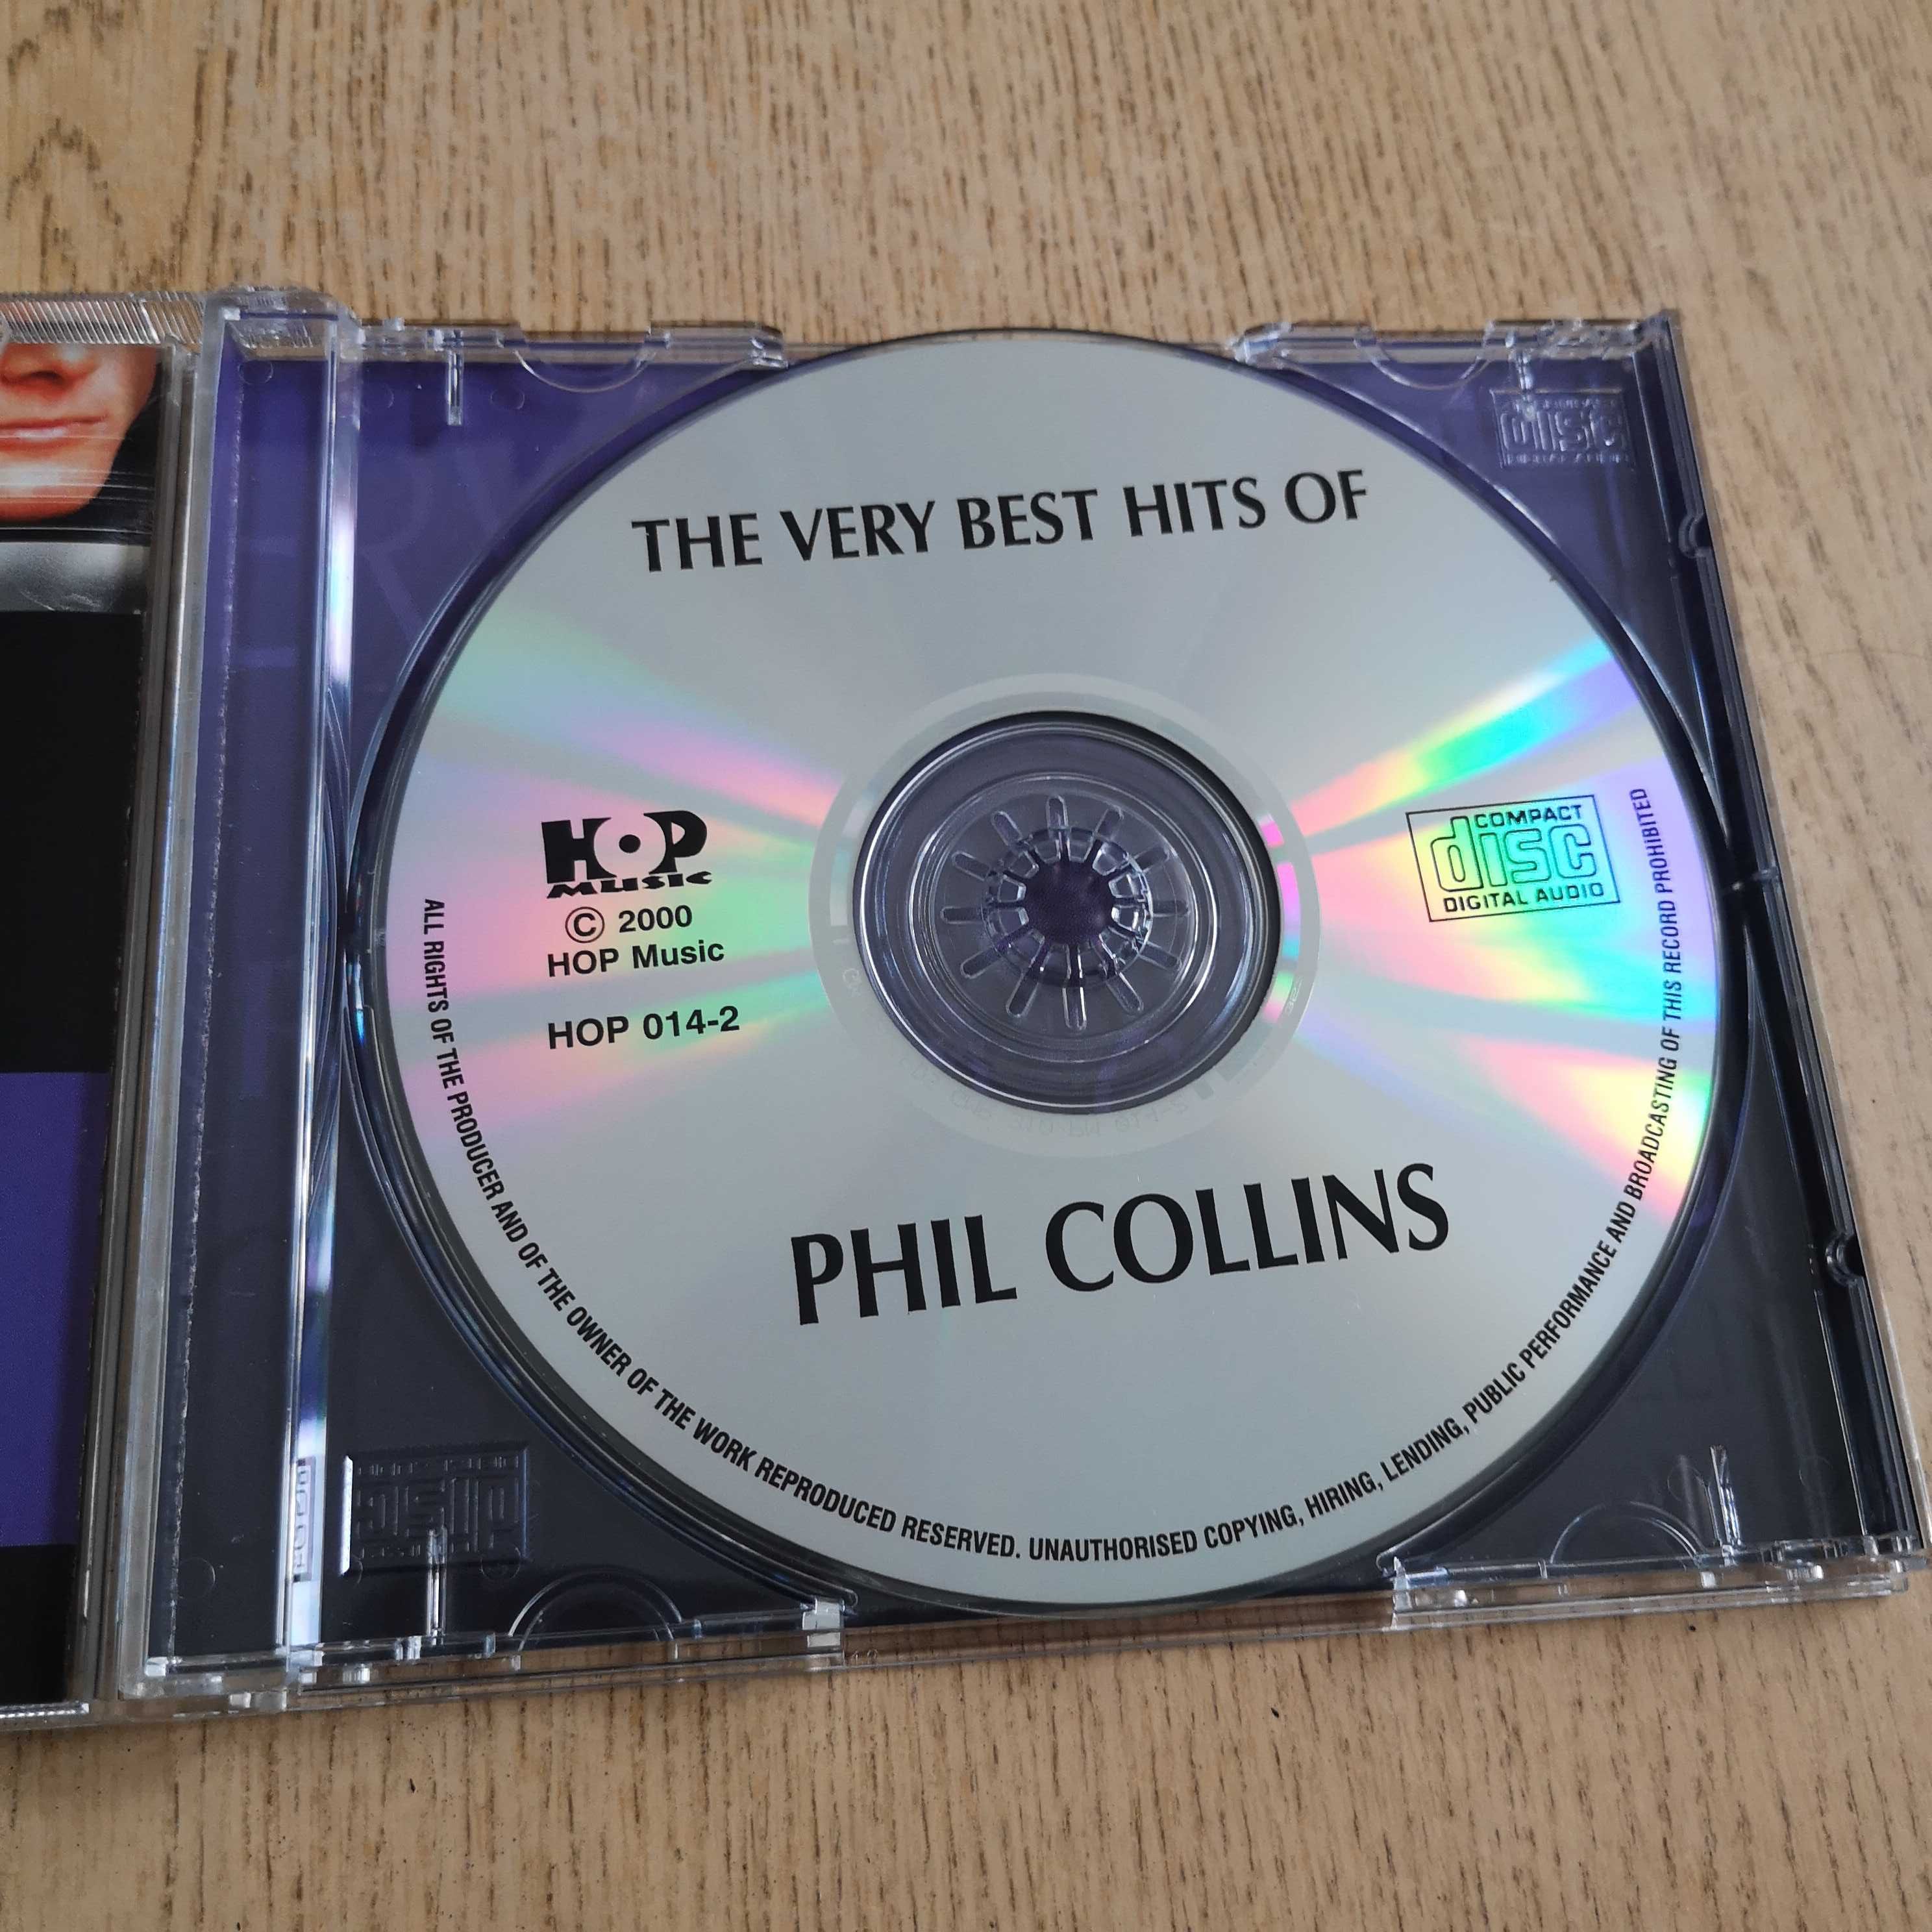 THE VERY BEST HITS OF
HOP
MUSIC
© 2000
HOP Music
HOP 014-2
COMPACT
disc
DIGITAL AUDIO
PHIL COLLINS
ALL RIGHTS OF THE PRODUCER AND OF THE OWNER OF THE WORK REPRODUCED RESERVED. UNAUTHORISED COPYING, HIRING, LENDING, PUBLIC PERFORMANCE AND BROADCASTING OF THIS RECORD PROHIBITED
disc
disc